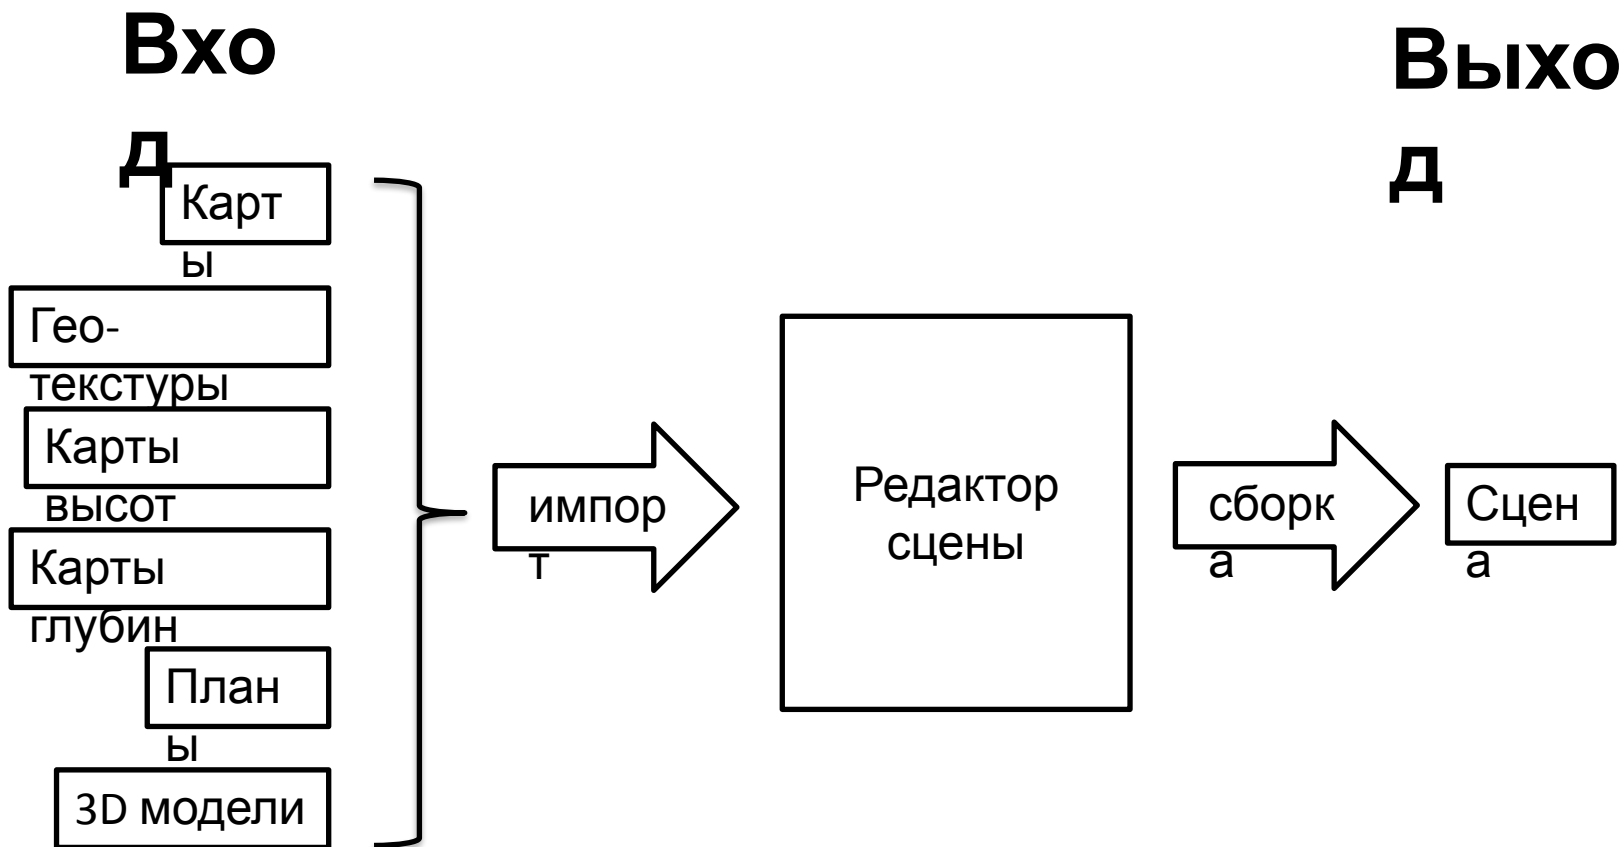 Вхо
д
Выхо
д
Карт
ы
Гео-
текстуры
Карты
высот
Карты
глубин
План
ы
3D модели
импор
т
Редактор
сцены
сборк
а
Сцен
а